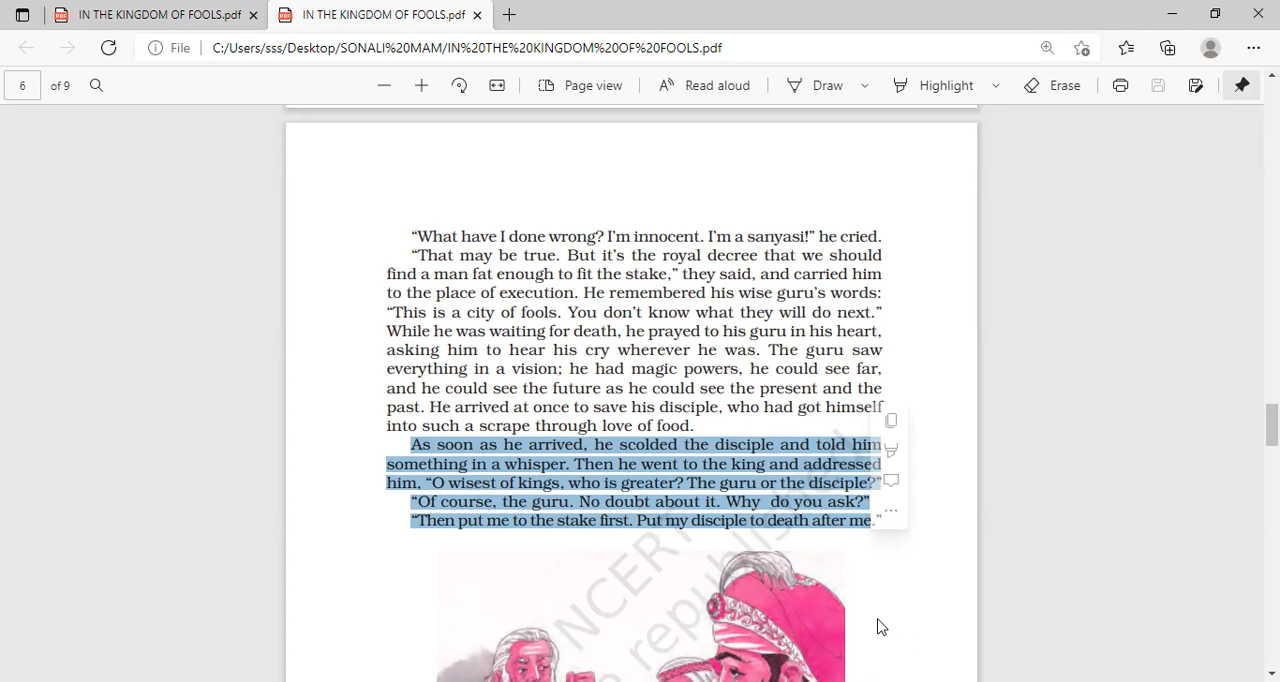 IN THE KINGDOM OF FOOLS.pdf
IN THE KINGDOM OF FOOLS.pdf
File C:/Users/sss/Desktop/SONALI%20MAM/IN%20THE%20KINGDOM%20OF%20FOOLS.pdf
6 of 9 Page view Read aloud Draw Highlight Erase
“What have I done wrong? I’m innocent. I’m a sanyasi!” he cried.
“That may be true. But it’s the royal decree that we should
find a man fat enough to fit the stake,” they said, and carried him
to the place of execution. He remembered his wise guru’s words:
“This is a city of fools. You don’t know what they will do next.”
While he was waiting for death, he prayed to his guru in his heart,
asking him to hear his cry wherever he was. The guru saw
everything in a vision; he had magic powers, he could see far,
and he could see the future as he could see the present and the
past. He arrived at once to save his disciple, who had got himself
into such a scrape through love of food.
As soon as he arrived, he scolded the disciple and told him
something in a whisper. Then he went to the king and addressed
him, “O wisest of kings, who is greater? The guru or the disciple?”
“Of course, the guru. No doubt about it. Why do you ask?”
“Then put me to the stake first. Put my disciple to death after me.”
NCERT
republished